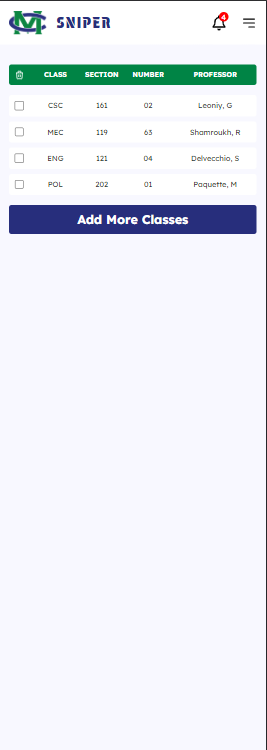 MC SNIPER 4
CLASS SECTION NUMBER PROFESSOR
CSC 161 02 Leoniy, G
MEC 119 63 Shamroukh, R
ENG 121 04 Delvecchio, S
POL 202 01 Paquette, M
Add More Classes